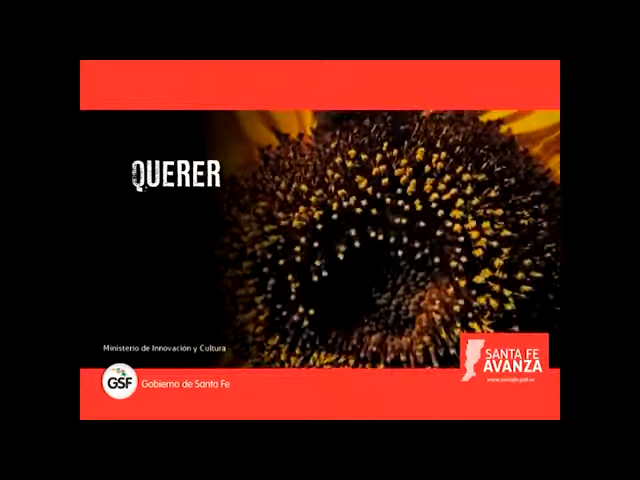 QUERER
Ministerio de Innovación y Cultura
GSF
Gobierno de Santa Fe
SANTA FE
AVANZA